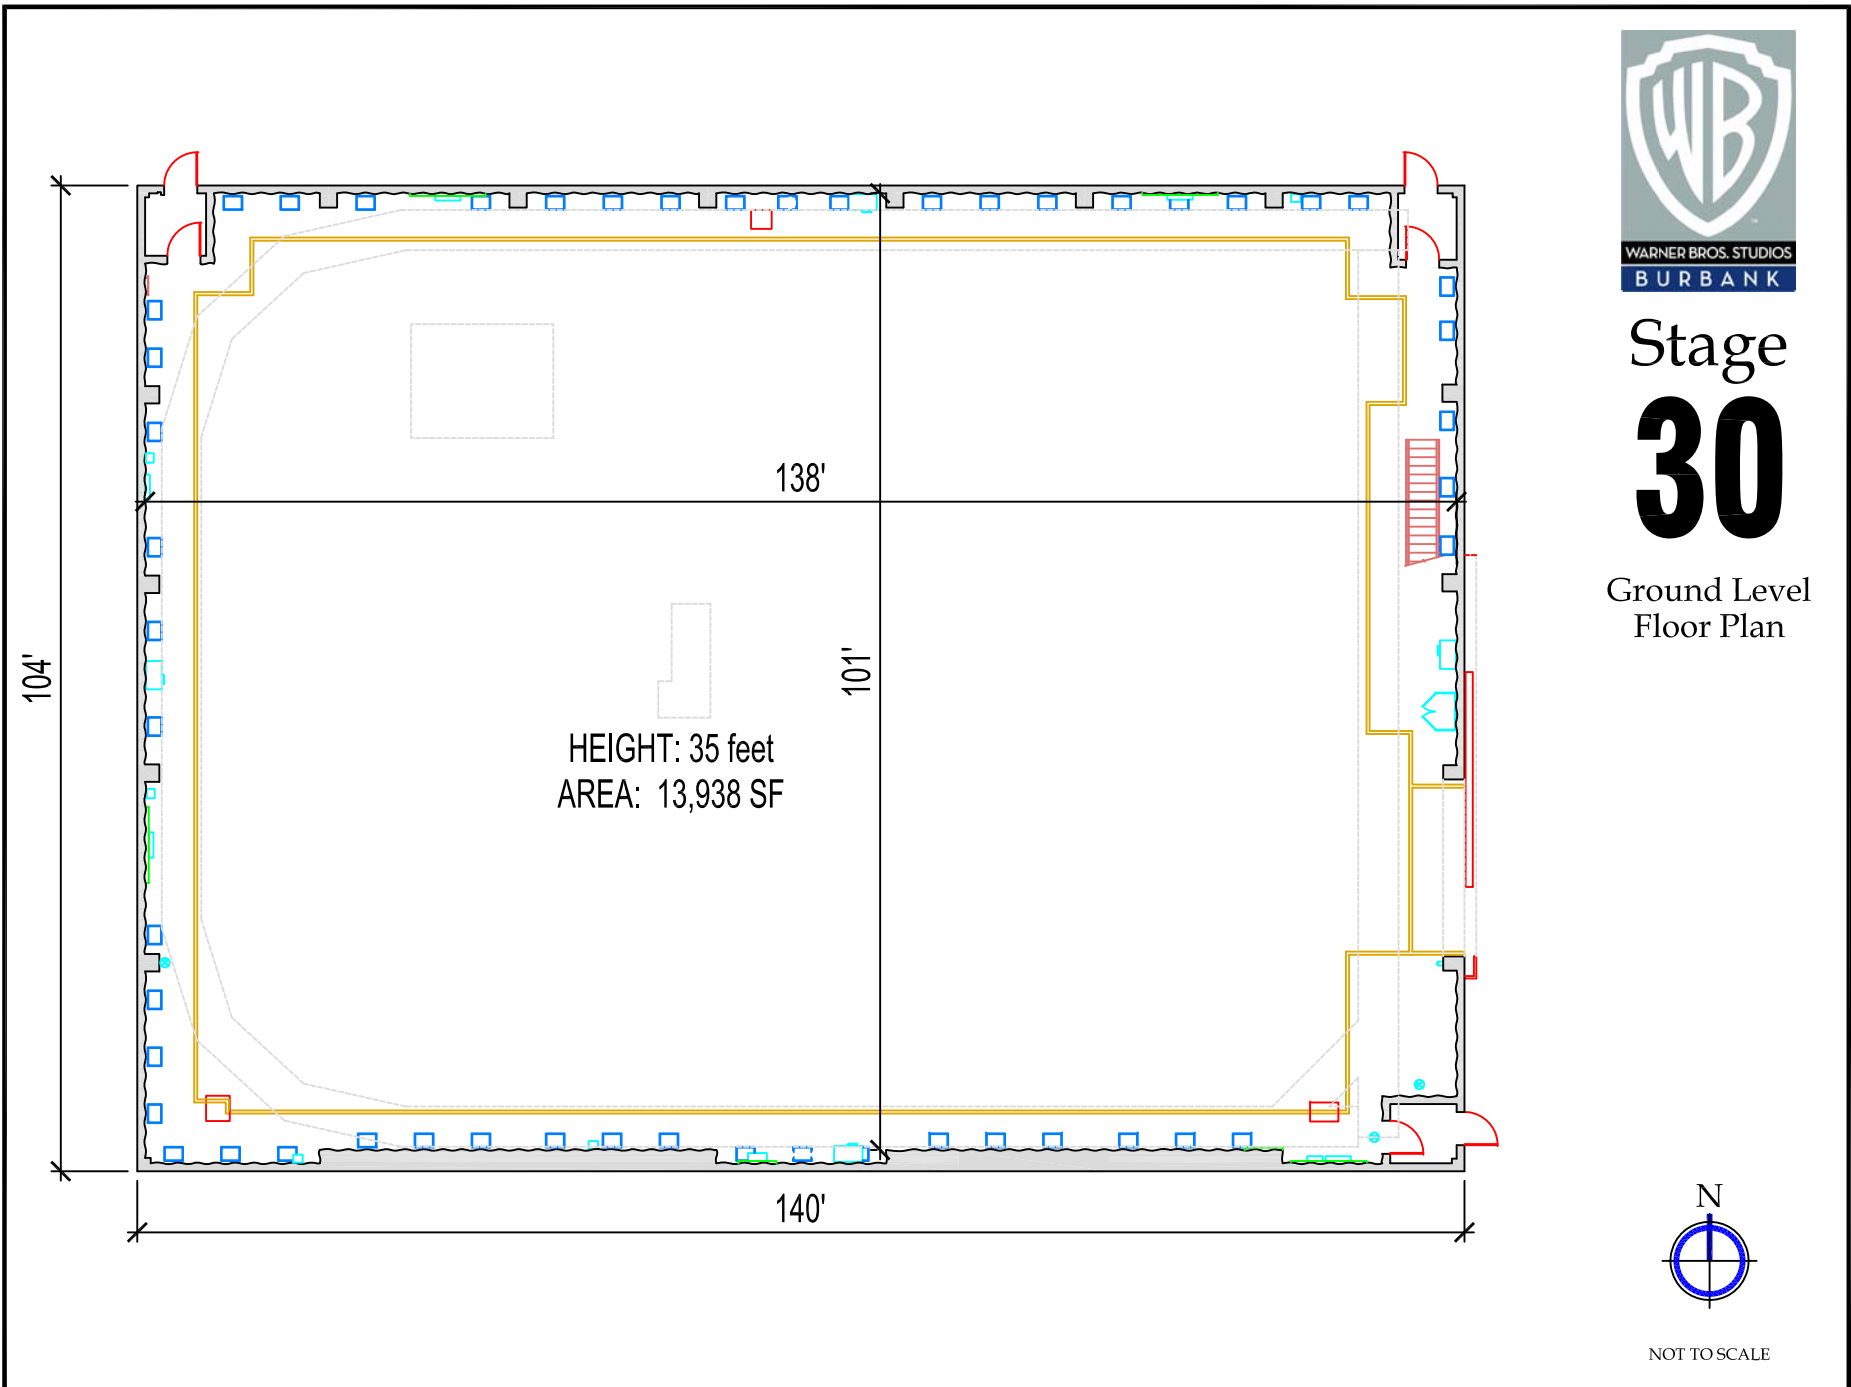 WB
WARNER BROS. STUDIOS
BURBANK
Stage
30
Ground Level
Floor Plan
138'
104'
101'
HEIGHT: 35 feet
AREA: 13,938 SF
140'
N
NOT TO SCALE